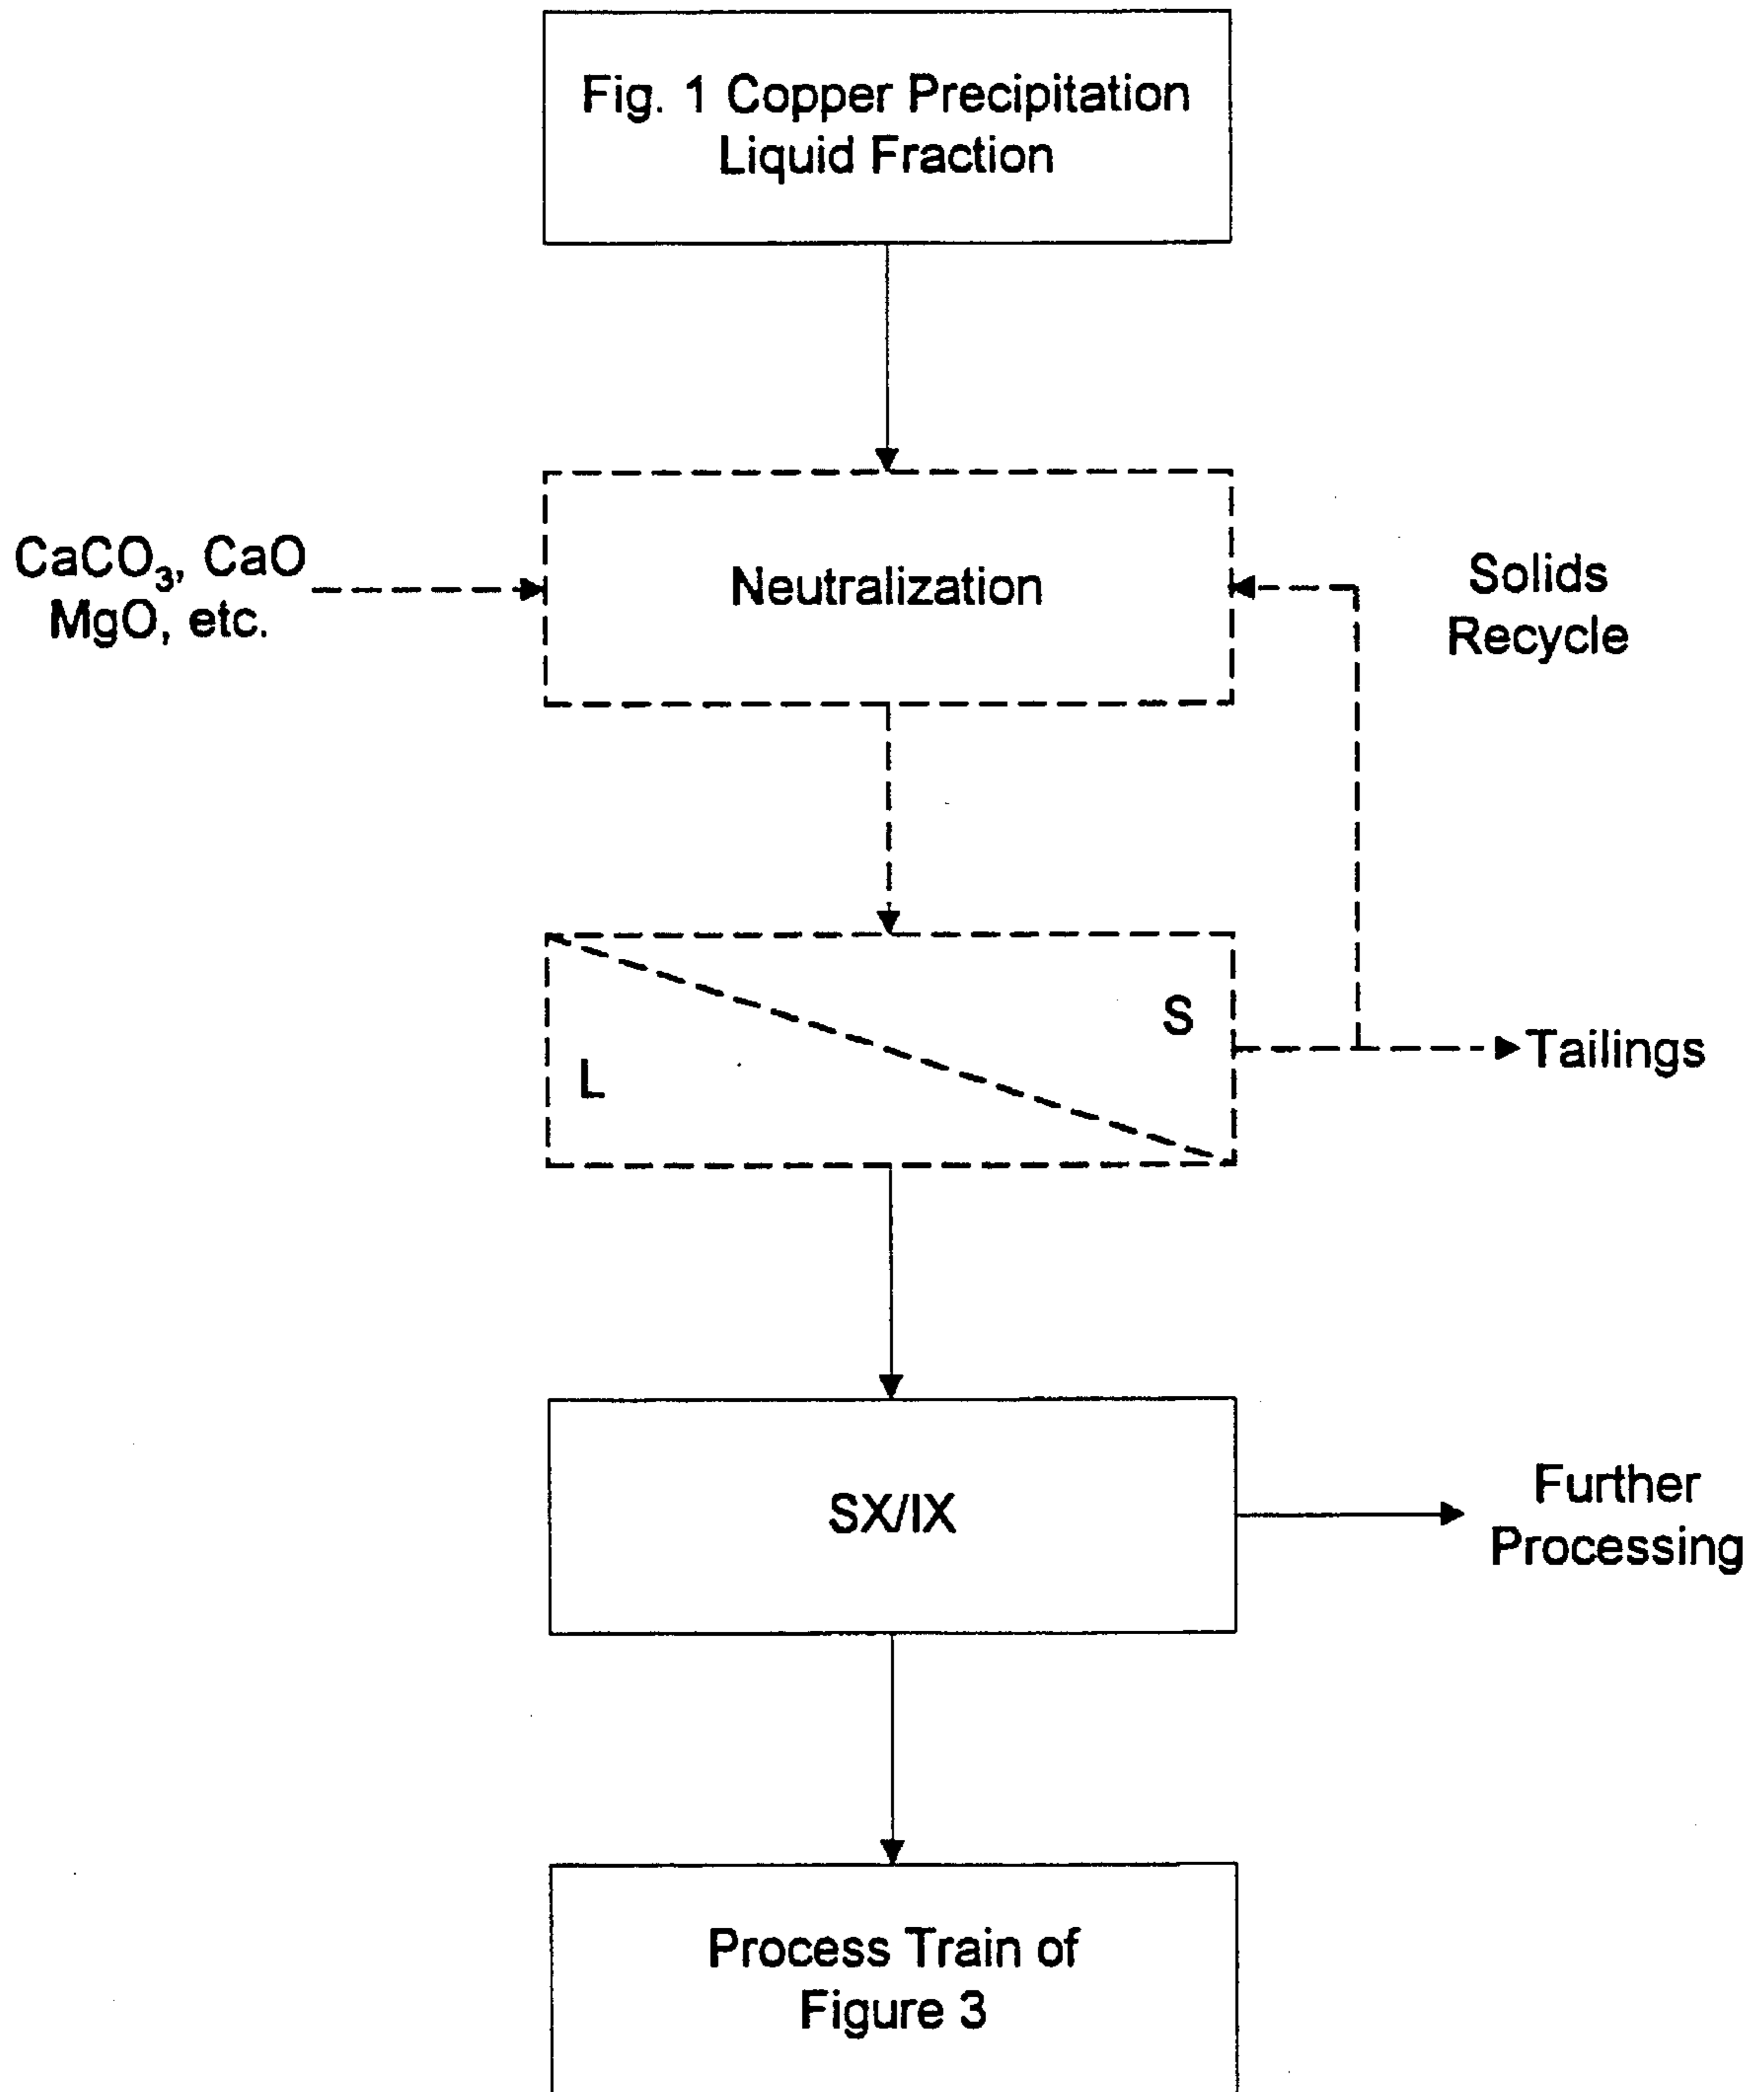 Fig. 1 Copper Precipitation
Liquid Fraction
CaCO₃, CaO
MgO, etc.
Neutralization
Solids
Recycle
S
L
Tailings
SX/IX
Further
Processing
Process Train of
Figure 3